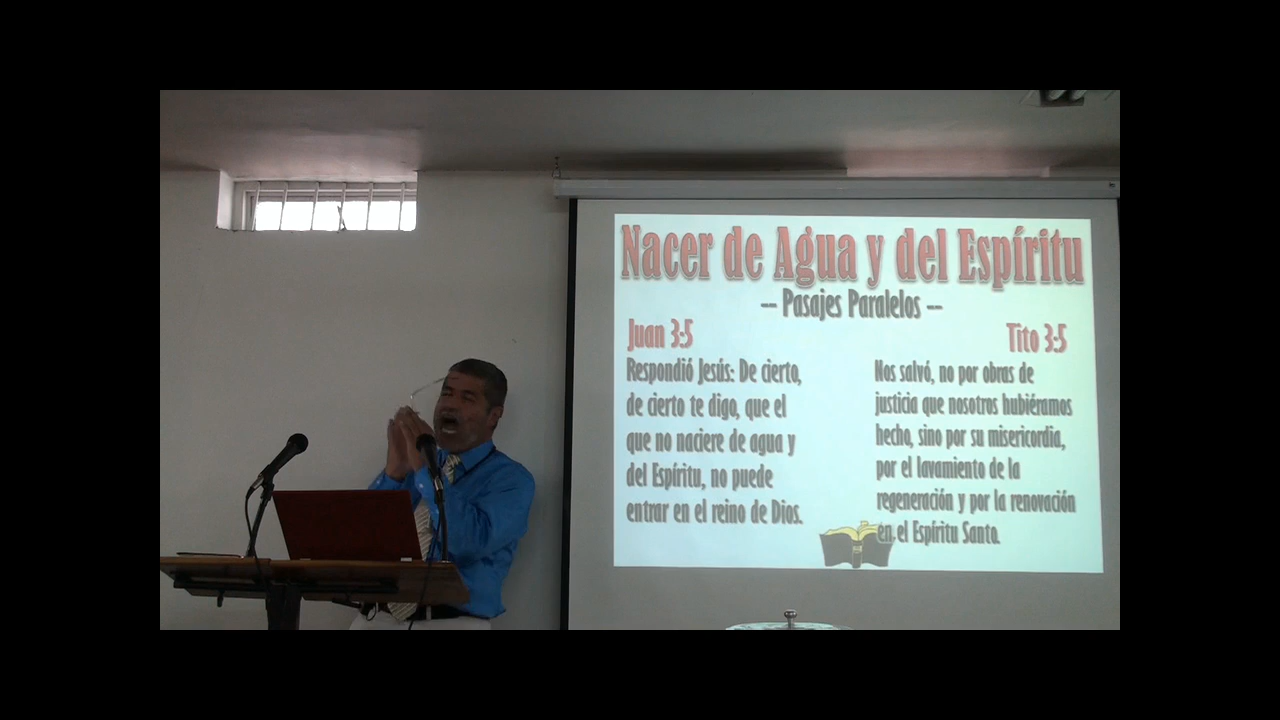 Nacer de Agua y del Espíritu
-- Pasajes Paralelos --
Juan 3:5
Respondió Jesús: De cierto,
de cierto te digo, que el
que no naciere de agua y
del Espíritu, no puede
entrar en el reino de Dios.
Tito 3:5
Nos salvó, no por obras de
justicia que nosotros hubiéramos
hecho, sino por su misericordia,
por el lavamiento de la
regeneración y por la renovación
en el Espíritu Santo.